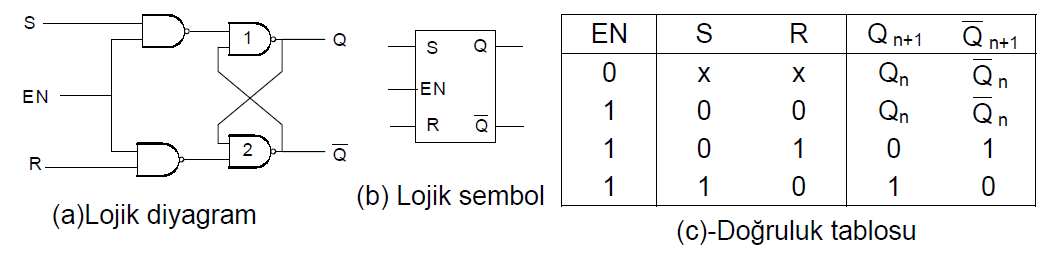 S
EN
R
1
2
Q
Q̅
(a)Lojik diyagram
S Q
EN
R Q̅
(b) Lojik sembol
EN S R Q n+1 Q̅ n+1
0 x x Qn Q̅ n
1 0 0 Qn Q̅ n
1 0 1 0 1
1 1 0 1 0
(c)-Doğruluk tablosu